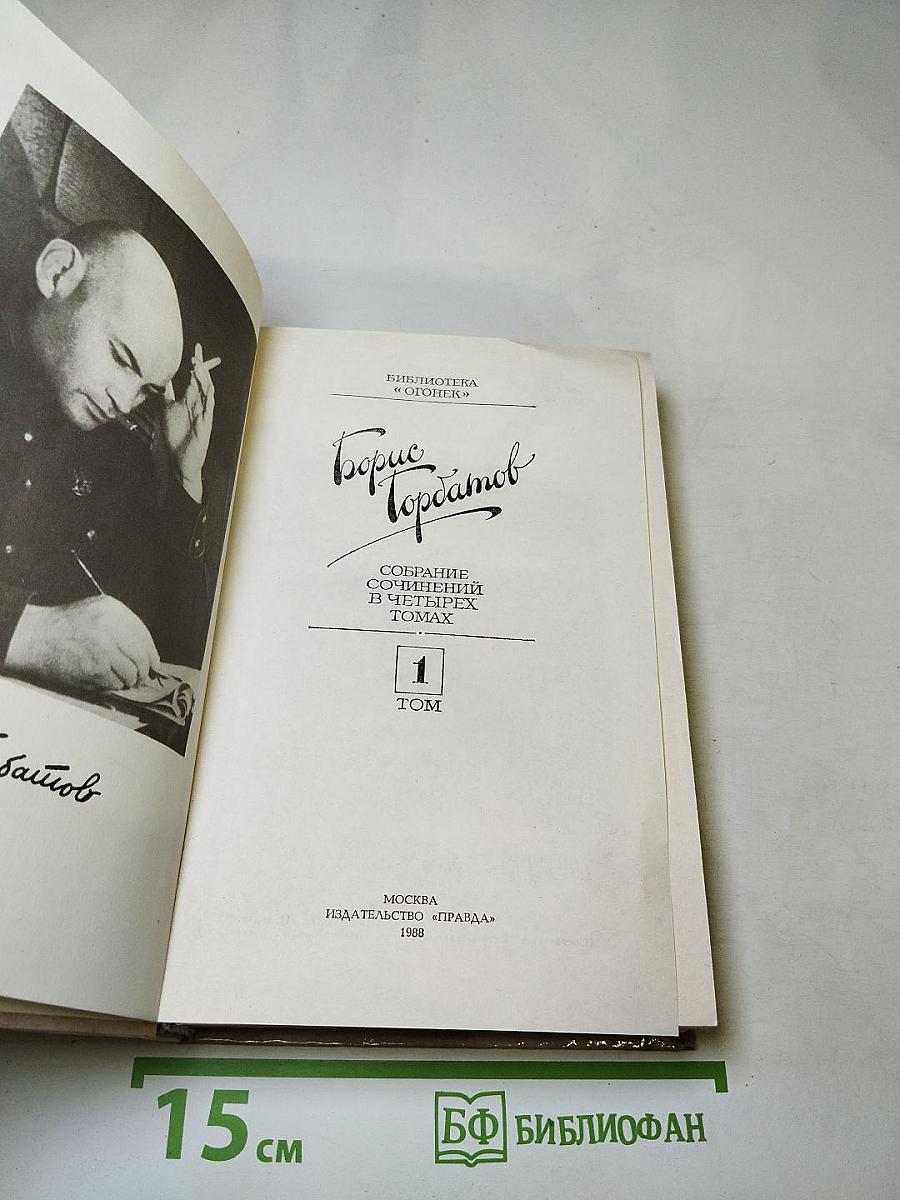 БИБЛИОТЕКА
«ОГОНЕК»
Борис
Горбатов
СОБРАНИЕ
СОЧИНЕНИЙ
В ЧЕТЫРЕХ
ТОМАХ
1
ТОМ
МОСКВА
ИЗДАТЕЛЬСТВО «ПРАВДА»
1988
батов
15 см
БФ БИБЛИОФАН